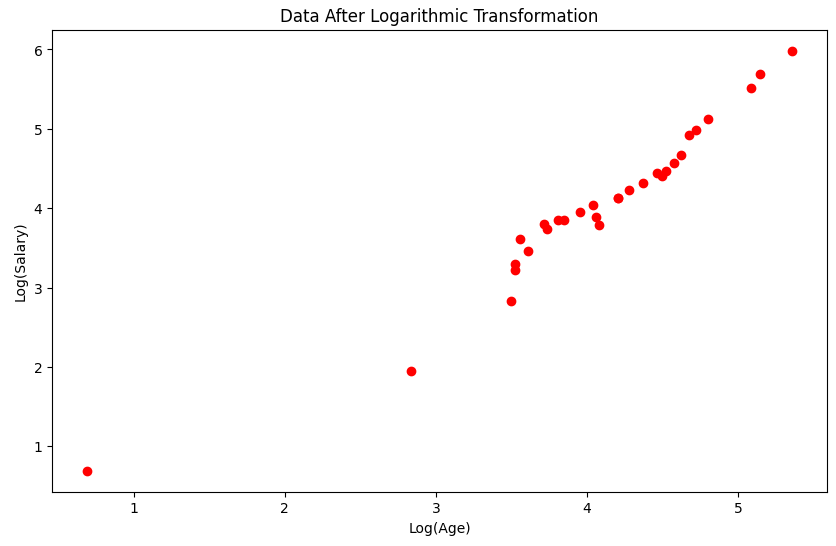 Data After Logarithmic Transformation
6
5
4
3
2
1
Log(Salary)
1 2 3 4 5
Log(Age)